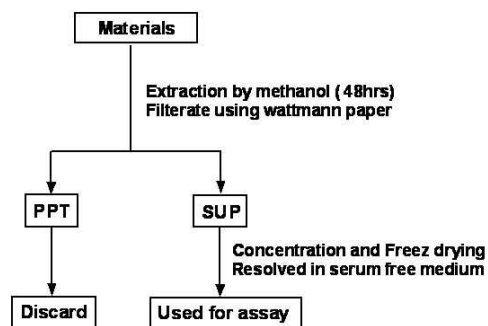 Materials
Extraction by methanol ( 48hrs)
Filterate using wattmann paper
PPT
SUP
Concentration and Freez drying
Resolved in serum free medium
Discard
Used for assay